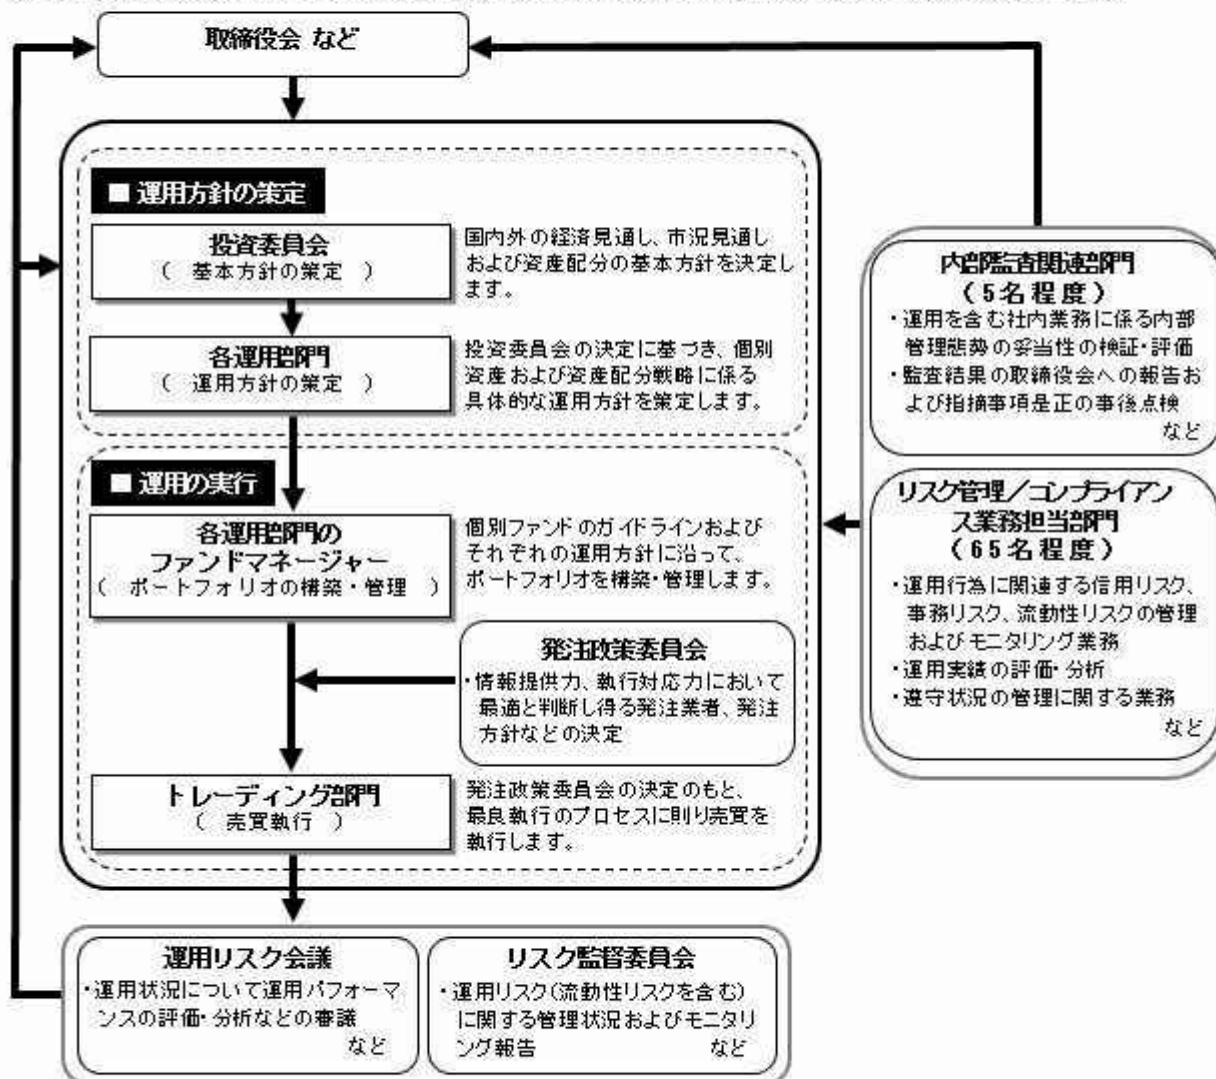 取締役会 など
■ 運用方針の策定
投資委員会
( 基本方針の策定 )
国内外の経済見通し、市況見通し
および資産配分の基本方針を決定し
ます。
各運用部門
( 運用方針の策定 )
投資委員会の決定に基づき、個別
資産および資産配分戦略に係る
具体的な運用方針を策定します。
■ 運用の実行
各運用部門の
ファンドマネージャー
( ポートフォリオの構築・管理 )
個別ファンドのガイドラインおよび
それぞれの運用方針に沿って、
ポートフォリオを構築・管理します。
発注政策委員会
・情報提供力、執行対応力において
最適と判断し得る発注業者、発注
方針などの決定
トレーディング部門
( 売買執行 )
発注政策委員会の決定のもと、
最良執行のプロセスに則り売買を
執行します。
内部監査関連部門
(5名程度)
・運用を含む社内業務に係る内部
管理態勢の妥当性の検証・評価
・監査結果の取締役会への報告お
よび指摘事項是正の事後点検
など
リスク管理/コンプライアン
ス業務担当部門
(65名程度)
・運用行為に関連する信用リスク、
事務リスク、流動性リスクの管理
およびモニタリング業務
・運用実績の評価・分析
・遵守状況の管理に関する業務
など
運用リスク会議
・運用状況について運用パフォーマ
ンスの評価・分析などの審議
など
リスク監督委員会
・運用リスク(流動性リスクを含む)
に関する管理状況およびモニタリ
ング報告 など